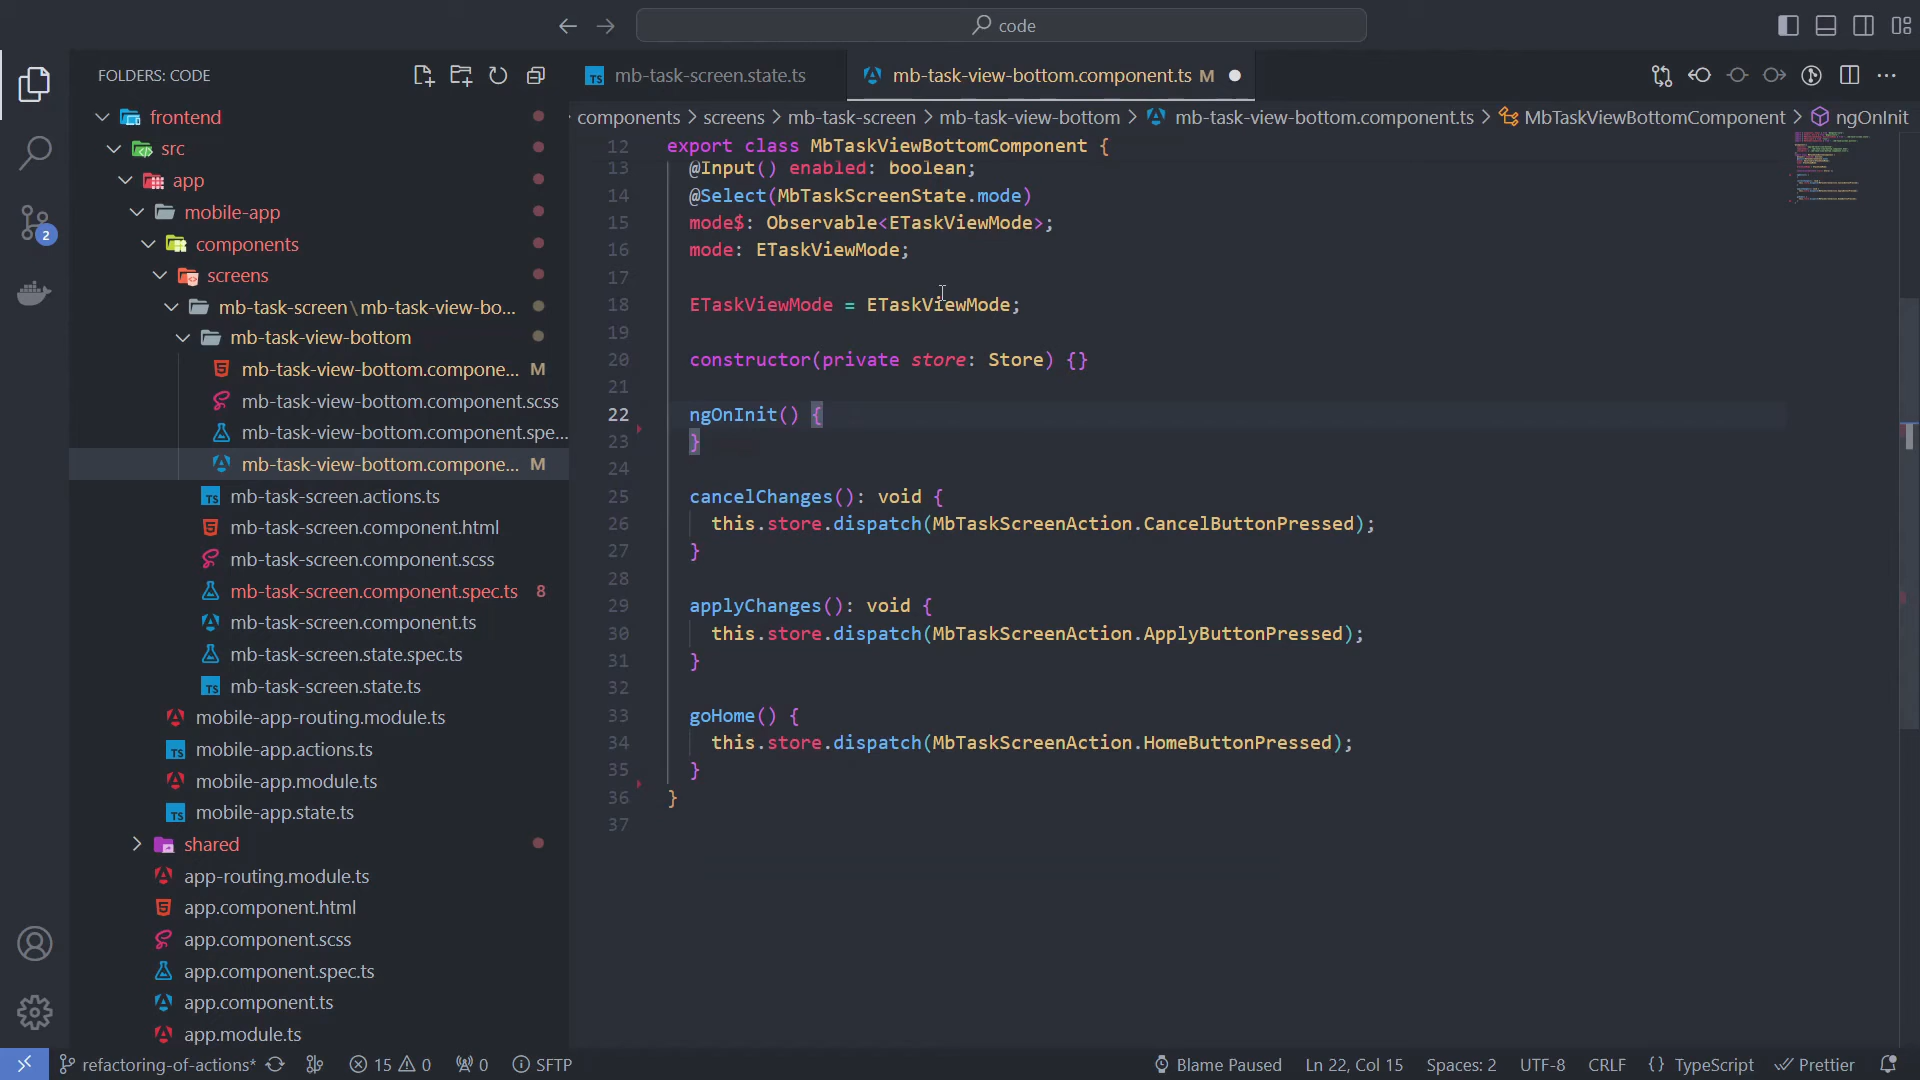 code
FOLDERS: CODE
frontend
src
app
mobile-app
components
screens
mb-task-screen\mb-task-view-bo...
mb-task-view-bottom
mb-task-view-bottom.compone... M
mb-task-view-bottom.component.scss
mb-task-view-bottom.component.spe...
mb-task-view-bottom.compone... M
TS mb-task-screen.actions.ts
mb-task-screen.component.html
mb-task-screen.component.scss
mb-task-screen.component.spec.ts 8
mb-task-screen.component.ts
mb-task-screen.state.spec.ts
TS mb-task-screen.state.ts
mobile-app-routing.module.ts
TS mobile-app.actions.ts
mobile-app.module.ts
TS mobile-app.state.ts
shared
app-routing.module.ts
app.component.html
app.component.scss
app.component.spec.ts
app.component.ts
app.module.ts
2
TS mb-task-screen.state.ts
mb-task-view-bottom.component.ts M
components > screens > mb-task-screen > mb-task-view-bottom > mb-task-view-bottom.component.ts > MbTaskViewBottomComponent > ngOnInit
12 export class MbTaskViewBottomComponent {
13 @Input() enabled: boolean;
14 @Select(MbTaskScreenState.mode)
15 mode$: Observable<ETaskViewMode>;
16 mode: ETaskViewMode;
17
18 ETaskViewMode = ETaskViewMode;
19
20 constructor(private store: Store) {}
21
22 ngOnInit() {
23 }
24
25 cancelChanges(): void {
26 this.store.dispatch(MbTaskScreenAction.CancelButtonPressed);
27 }
28
29 applyChanges(): void {
30 this.store.dispatch(MbTaskScreenAction.ApplyButtonPressed);
31 }
32
33 goHome() {
34 this.store.dispatch(MbTaskScreenAction.HomeButtonPressed);
35 }
36 }
37
refactoring-of-actions* 15 0 0 SFTP Blame Paused Ln 22, Col 15 Spaces: 2 UTF-8 CRLF {} TypeScript Prettier